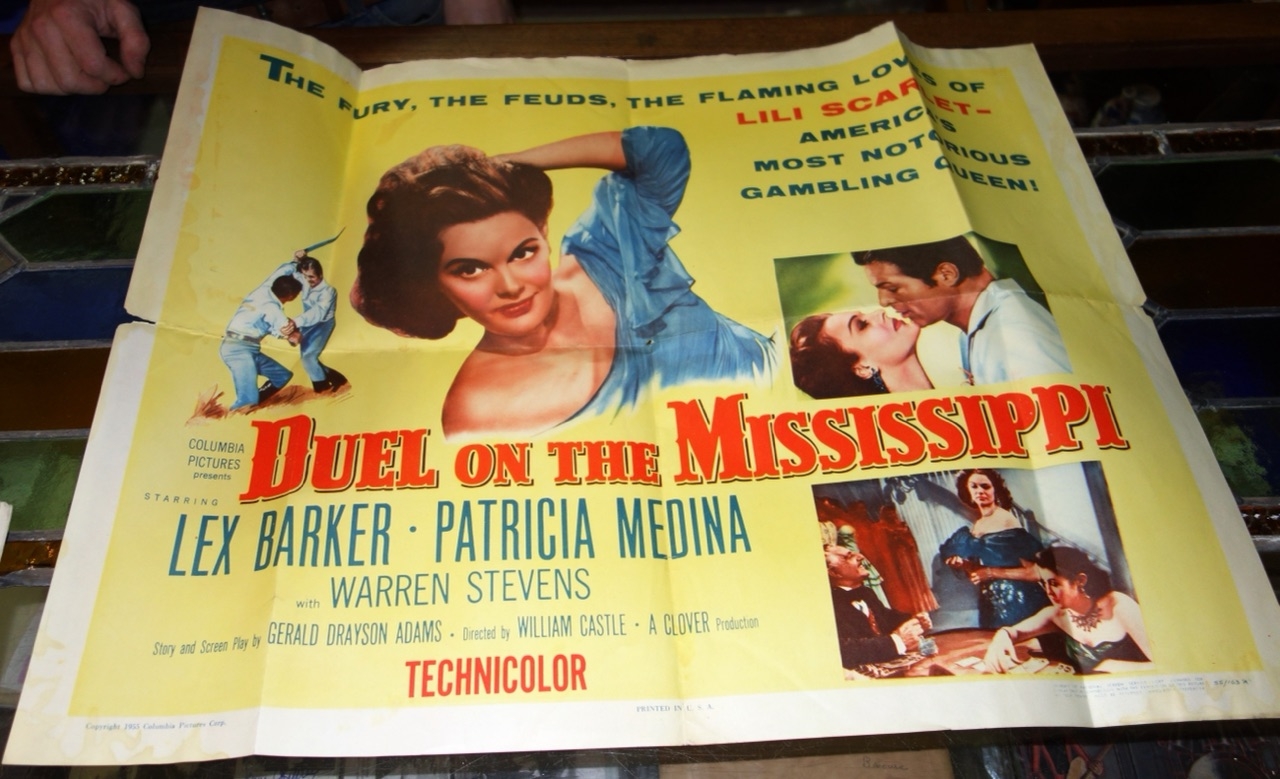 THE FURY, THE FEUDS, THE FLAMING LOVES OF
LILI SCARLET-
AMERICA'S
MOST NOTORIOUS
GAMBLING QUEEN!
COLUMBIA
PICTURES
presents
DUEL ON THE MISSISSIPPI
STARRING
LEX BARKER · PATRICIA MEDINA
with WARREN STEVENS
Story and Screen Play by GERALD DRAYSON ADAMS · Directed by WILLIAM CASTLE · A CLOVER Production
TECHNICOLOR
Copyright 1955 Columbia Pictures Corp.
PRINTED IN U. S. A.